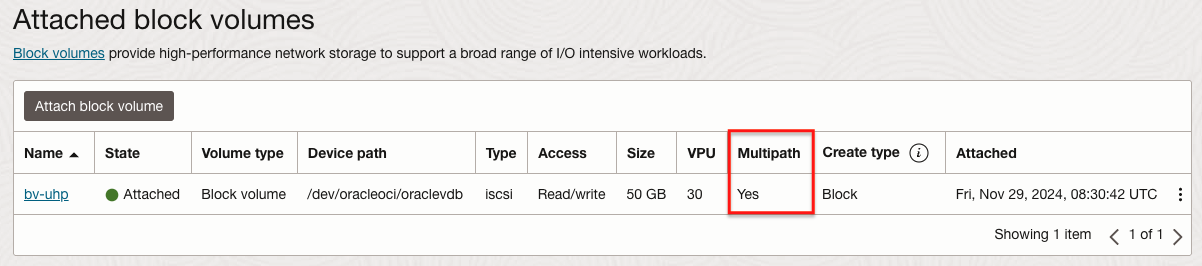 Attached block volumes
Block volumes provide high-performance network storage to support a broad range of I/O intensive workloads.
Attach block volume
Name State Volume type Device path Type Access Size VPU Multipath Create type i Attached
bv-uhp Attached Block volume /dev/oracleoci/oraclevdb iscsi Read/write 50 GB 30 Yes Block Fri, Nov 29, 2024, 08:30:42 UTC
Showing 1 item 1 of 1